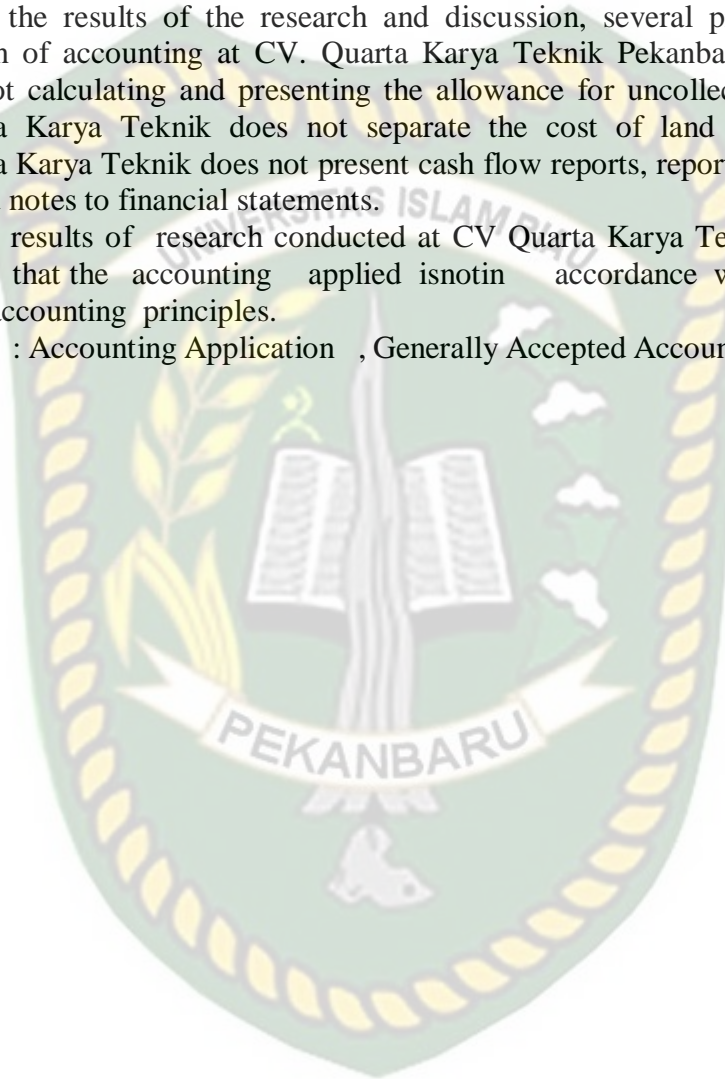 the results of the research and discussion, several p
of accounting at CV. Quarta Karya Teknik Pekanba
calculating and presenting the allowance for uncollec
Karya Teknik does not separate the cost of land
Karya Teknik does not present cash flow reports, repor
notes to financial statements.
results of research conducted at CV Quarta Karya Te
that the accounting applied isnotin accordance
accounting principles.
: Accounting Application , Generally Accepted Accoun
UNIVERSITAS ISLAM RIAU
PEKANBARU